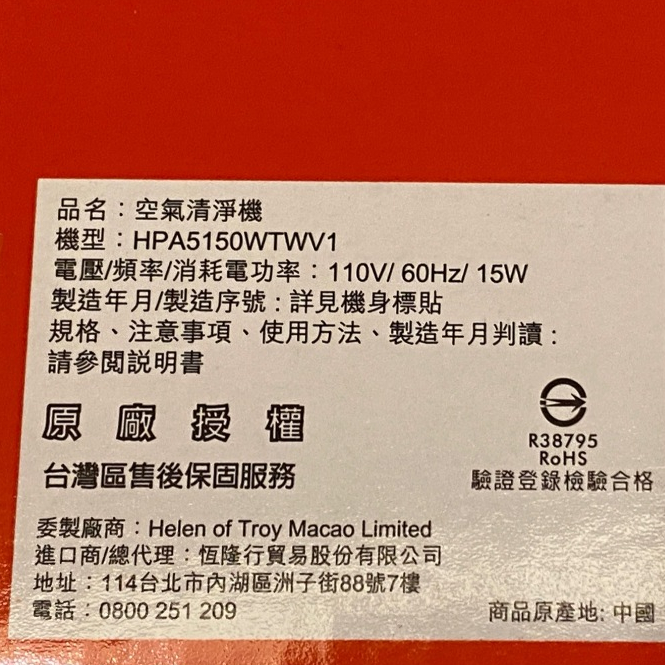 品名：空氣清淨機
機型：HPA5150WTWV1
電壓/頻率/消耗電功率：110V/ 60Hz/ 15W
製造年月/製造序號：詳見機身標貼
規格、注意事項、使用方法、製造年月判讀：
請參閱説明書
原廠授權
台灣區售後保固服務
R38795
RoHS
驗證登錄檢驗合格
委製廠商：Helen of Troy Macao Limited
進口商/總代理：恆隆行貿易股份有限公司
地址：114台北市內湖區洲子街88號7樓
電話：0800 251 209
商品原產地: 中國